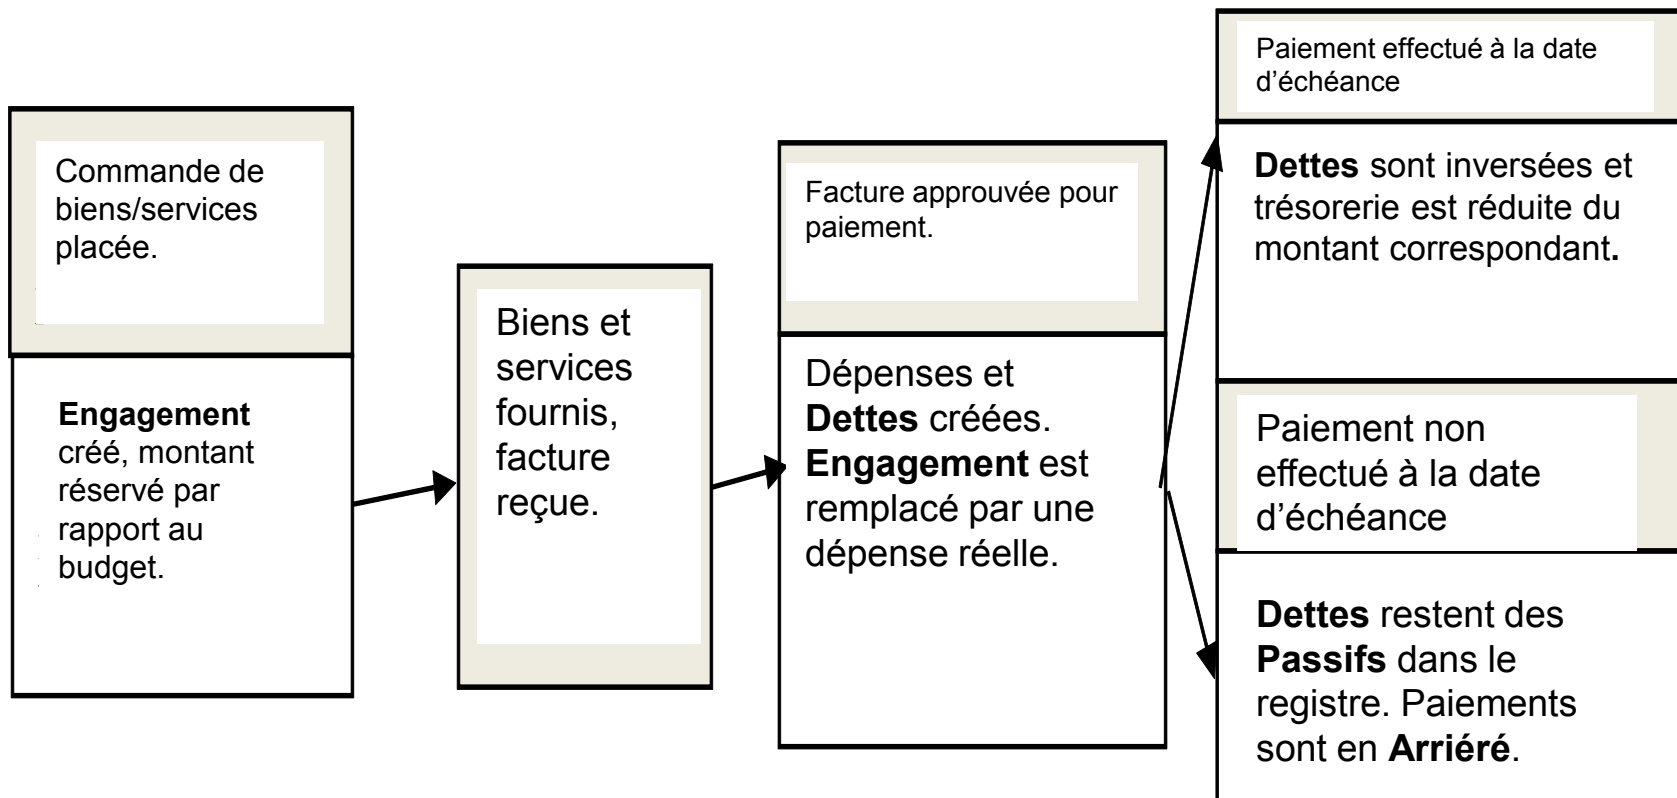 Commande de
biens/services
placée.
Engagement
créé, montant
réservé par
rapport au
budget.
Biens et
services
fournis,
facture
reçue.
Facture approuvée pour
paiement.
Dépenses et
Dettes créées.
Engagement est
remplacé par une
dépense réelle.
Paiement effectué à la date
d’échéance
Dettes sont inversées et
trésorerie est réduite du
montant correspondant.
Paiement non
effectué à la date
d’échéance
Dettes restent des
Passifs dans le
registre. Paiements
sont en Arriéré.